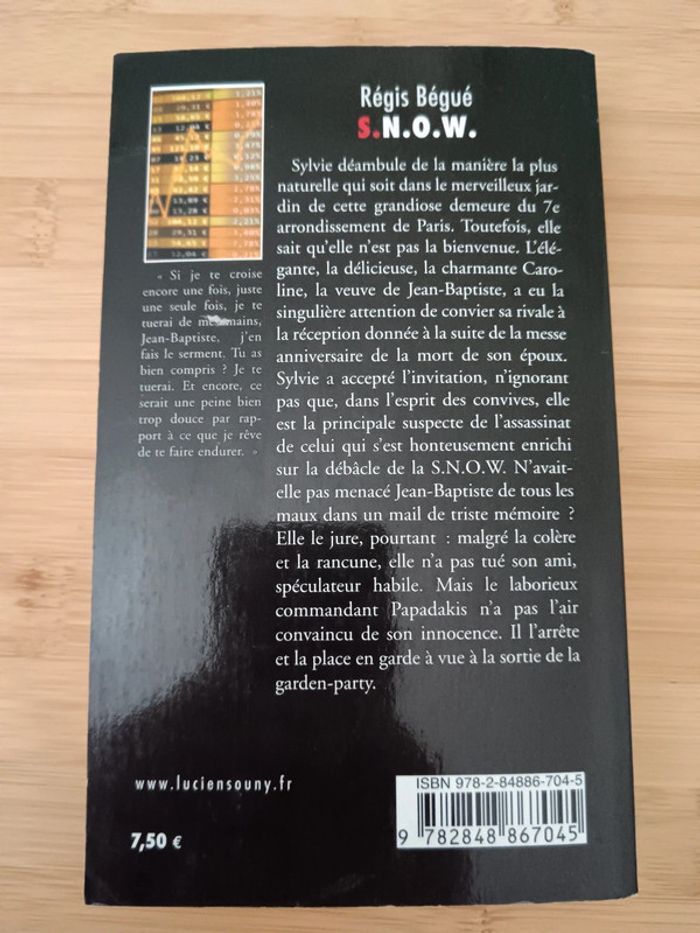 Régis Bégué
S.N.O.W.
Sylvie déambule de la manière la plus
naturelle qui soit dans le merveilleux jar-
din de cette grandiose demeure du 7e
arrondissement de Paris. Toutefois, elle
sait qu'elle n'est pas la bienvenue. L'élé-
gante, la délicieuse, la charmante Caro-
line, la veuve de Jean-Baptiste, a eu la
singulière attention de convier sa rivale à
la réception donnée à la suite de la messe
anniversaire de la mort de son époux.
Sylvie a accepté l'invitation, n'ignorant
pas que, dans l'esprit des convives, elle
est la principale suspecte de l'assassinat
de celui qui s'est honteusement enrichi
sur la débâcle de la S.N.O.W. N'avait-
elle pas menacé Jean-Baptiste de tous les
maux dans un mail de triste mémoire ?
Elle le jure, pourtant : malgré la colère
et la rancune, elle n'a pas tué son ami,
spéculateur habile. Mais le laborieux
commandant Papadakis n'a pas l'air
convaincu de son innocence. Il l'arrête
et la place en garde à vue à la sortie de la
garden-party.
« Si je te croise
encore une fois, juste
une seule fois, je te
tuerai de mes mains,
Jean-Baptiste, j'en
fais le serment. Tu as
bien compris ? Je te
tuerai. Et encore, ce
serait une peine bien
trop douce par rap-
port à ce que je rêve
de te faire endurer. »
www.luciensouny.fr
7,50 €
ISBN 978-2-84886-704-5
9 782848 867045